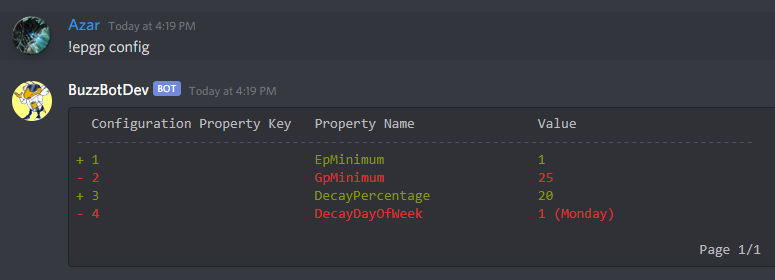 Azar Today at 4:19 PM
!epgp config
BuzzBotDev BOT Today at 4:19 PM
Configuration Property Key Property Name Value
--------------------------------------------------------------------------------------
+ 1 EpMinimum 1
- 2 GpMinimum 25
+ 3 DecayPercentage 20
- 4 DecayDayOfWeek 1 (Monday)
Page 1/1